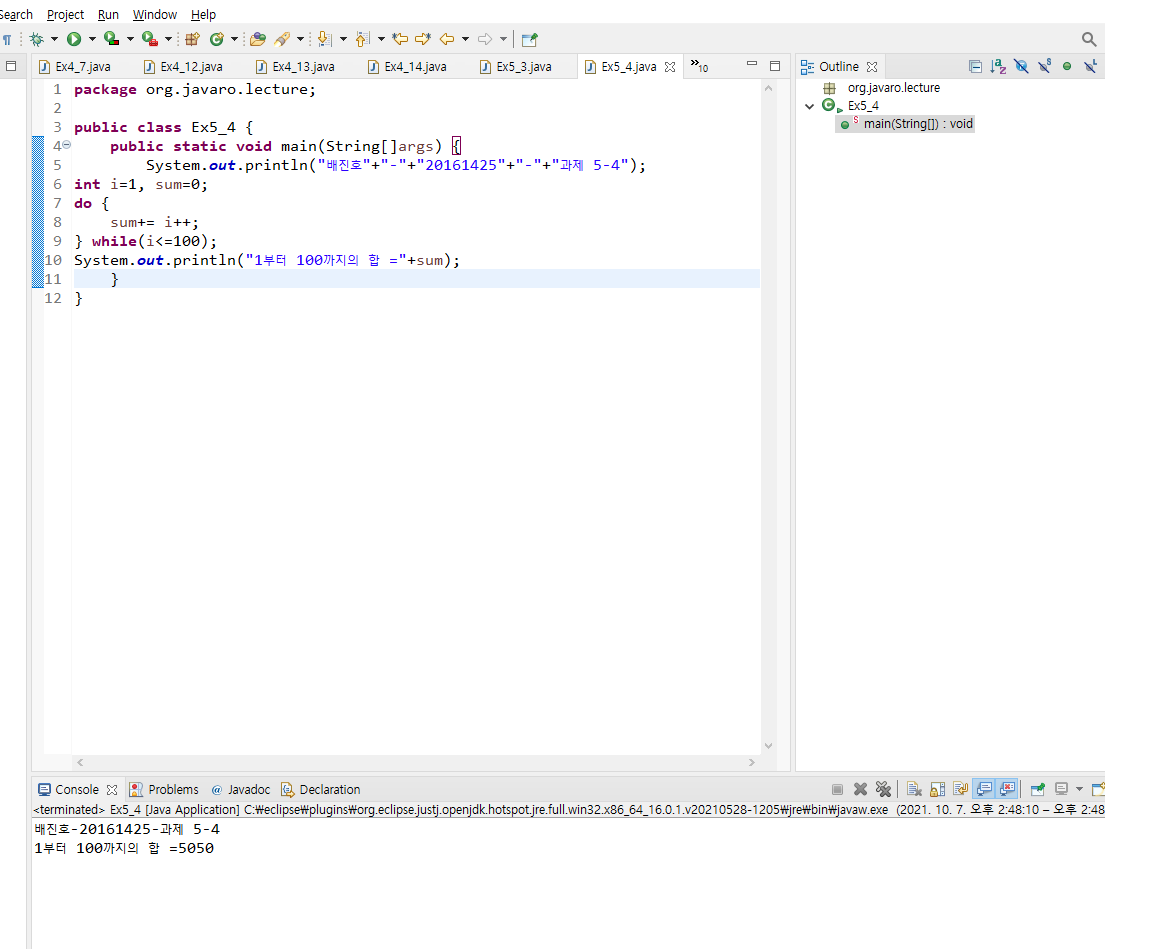 Search Project Run Window Help
Ex4_7.java Ex4_12.java Ex4_13.java Ex4_14.java Ex5_3.java Ex5_4.java »10
Outline
1 package org.javaro.lecture;
2
3 public class Ex5_4 {
4 public static void main(String[]args) {
5 System.out.println("배진호"+"-"+"20161425"+"-"+"과제 5-4");
6 int i=1, sum=0;
7 do {
8 sum+= i++;
9 } while(i<=100);
10 System.out.println("1부터 100까지의 합 ="+sum);
11 }
12 }
org.javaro.lecture
Ex5_4
main(String[]) : void
Console Problems @ Javadoc Declaration
<terminated> Ex5_4 [Java Application] C:₩eclipse₩plugins₩org.eclipse.justj.openjdk.hotspot.jre.full.win32.x86_64_16.0.1.v20210528-1205₩jre₩bin₩javaw.exe (2021. 10. 7. 오후 2:48:10 – 오후 2:48
배진호-20161425-과제 5-4
1부터 100까지의 합 =5050